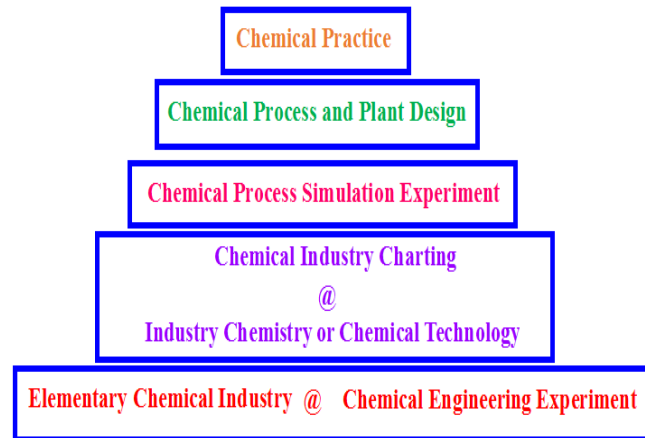 Chemical Practice
Chemical Process and Plant Design
Chemical Process Simulation Experiment
Chemical Industry Charting
@
Industry Chemistry or Chemical Technology
Elementary Chemical Industry @ Chemical Engineering Experiment